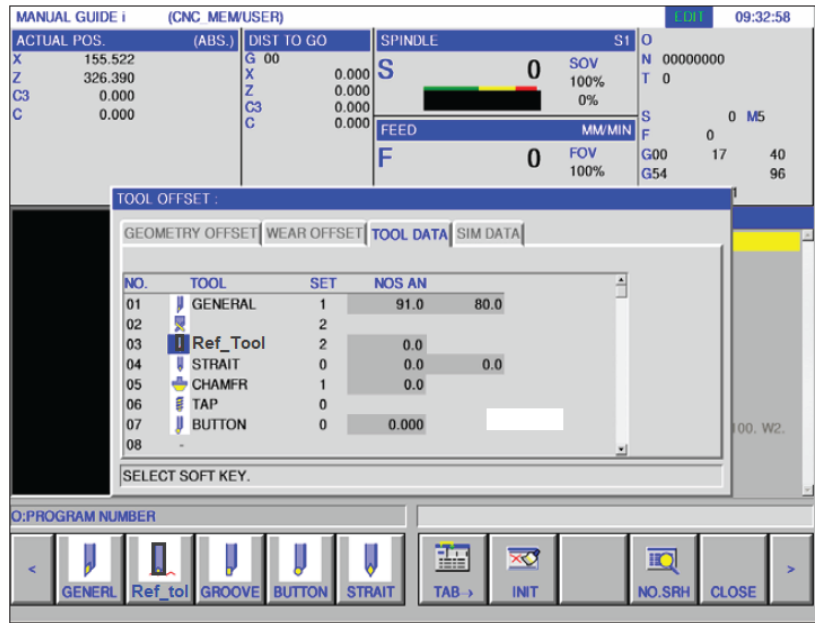 MANUAL GUIDE i (CNC_MEM/USER) EDIT 09:32:58
ACTUAL POS. (ABS.) DIST TO GO SPINDLE S1 O
X 155.522 G 00 N 00000000
Z 326.390 X 0.000 S 0 SOV T 0
C3 0.000 Z 0.000 100%
C 0.000 C3 0.000 0%
C 0.000 S 0 M5
FEED MM/MIN F 0
F 0 FOV G00 17 40
100% G54 96
1
TOOL OFFSET :
GEOMETRY OFFSET WEAR OFFSET TOOL DATA SIM DATA
NO. TOOL SET NOS AN
01 GENERAL 1 91.0 80.0
02 2
03 Ref_Tool 2 0.0
04 STRAIT 0 0.0 0.0
05 CHAMFR 1 0.0
06 TAP 0
07 BUTTON 0 0.000
100. W2.
08 -
SELECT SOFT KEY.
O:PROGRAM NUMBER
< GENERL Ref_tol GROOVE BUTTON STRAIT TAB→ INIT NO.SRH CLOSE >